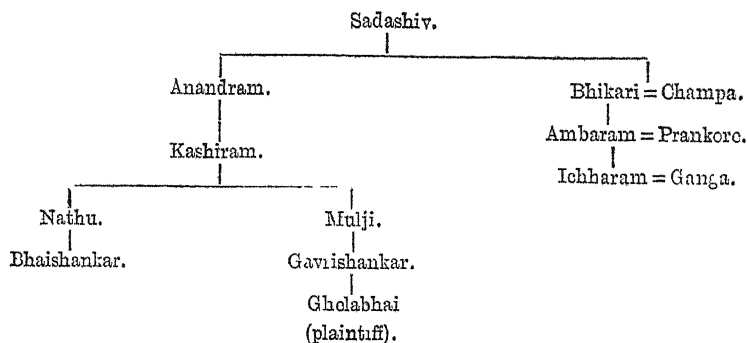 Sadashiv.
Anandram. Bhikari = Champa.
Ambaram = Prankore.
Kashiram.
Ichharam = Ganga.
Nathu. Mulji.
Bhaishankar. Gavrishankar.
Gholabhai
(plaintiff).